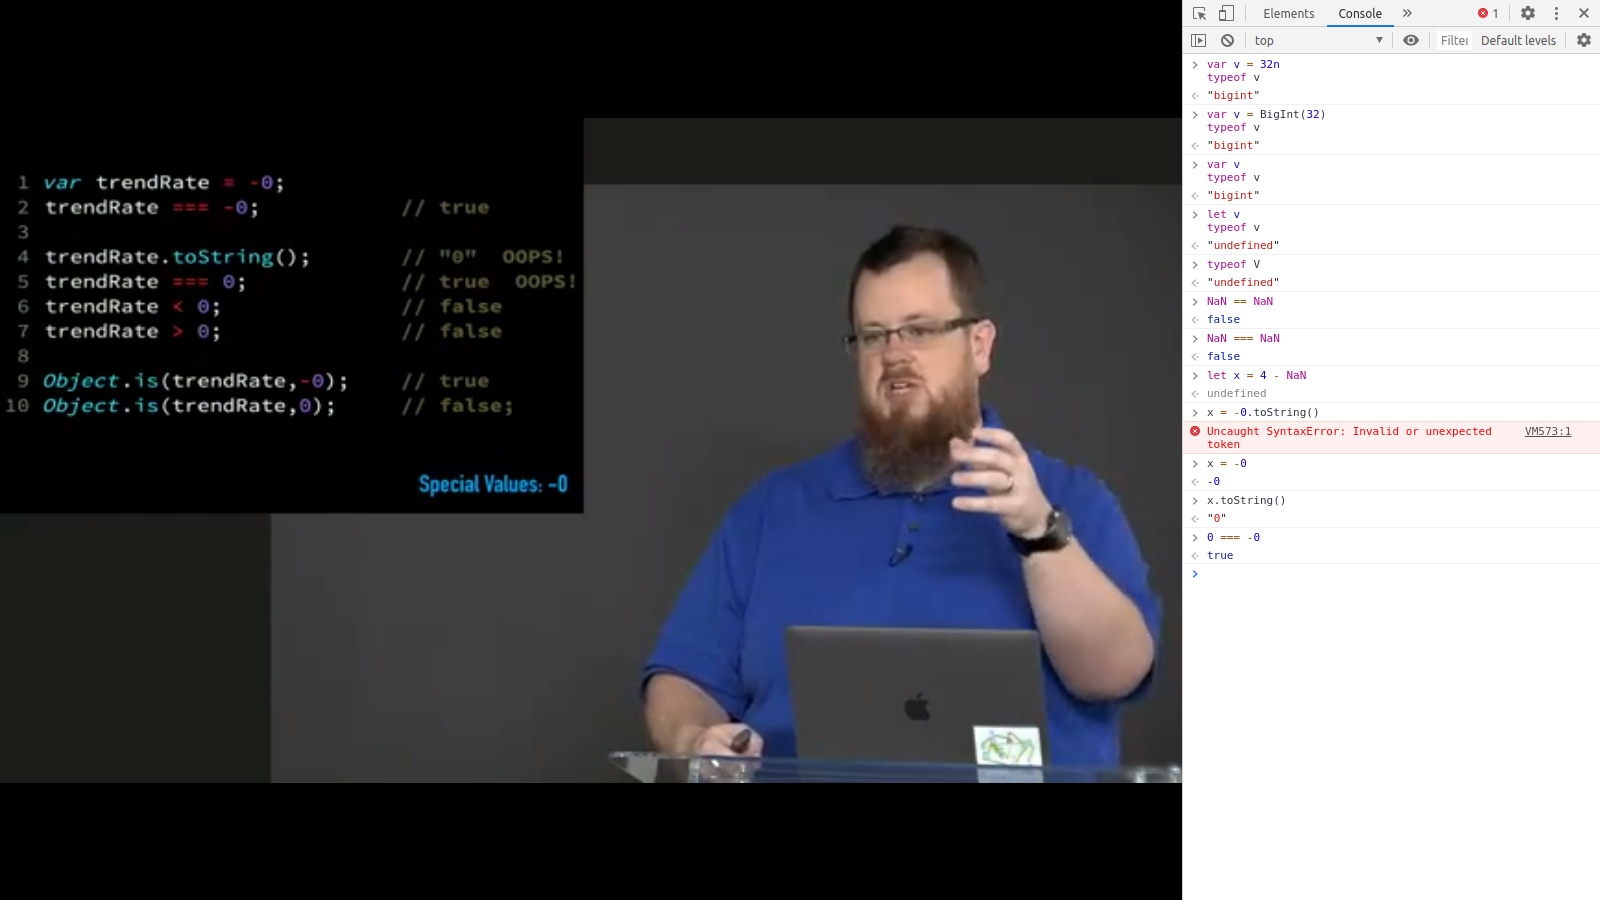 1 var trendRate = -0;
2 trendRate === -0; // true
3
4 trendRate.toString(); // "0" OOPS!
5 trendRate === 0; // true OOPS!
6 trendRate < 0; // false
7 trendRate > 0; // false
8
9 Object.is(trendRate,-0); // true
10 Object.is(trendRate,0); // false;
Special Values: -0
Elements Console » 1
top Filter Default levels
> var v = 32n
typeof v
"bigint"
> var v = BigInt(32)
typeof v
"bigint"
> var v
typeof v
"bigint"
> let v
typeof v
"undefined"
> typeof V
"undefined"
> NaN == NaN
false
> NaN === NaN
false
> let x = 4 - NaN
undefined
> x = -0.toString()
Uncaught SyntaxError: Invalid or unexpected VM573:1
token
> x = -0
-0
> x.toString()
"0"
> 0 === -0
true
>